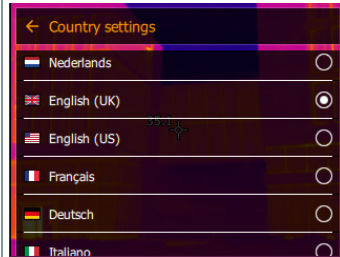 ← Country settings
Nederlands
English (UK)
English (US)
Français
Deutsch
Italiano